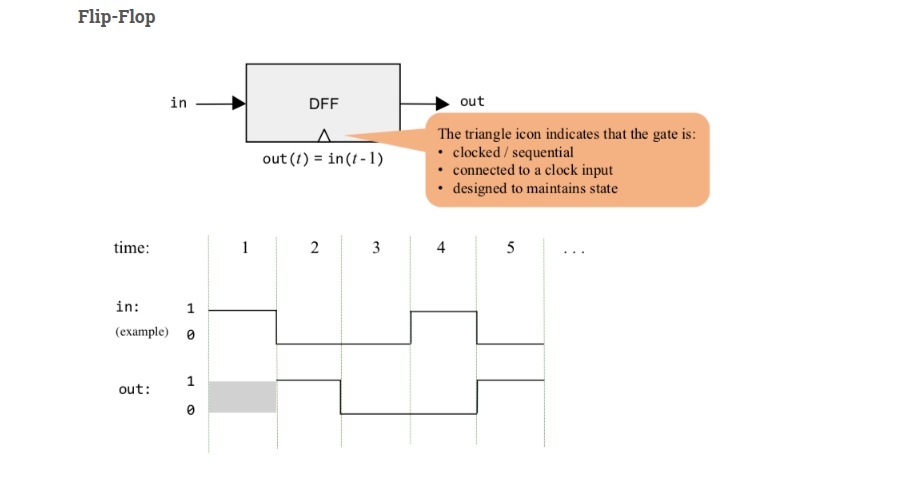 Flip-Flop
in
DFF
out
out(t) = in(t-1)
The triangle icon indicates that the gate is:
• clocked / sequential
• connected to a clock input
• designed to maintains state
time: 1 2 3 4 5 ...
in: 1
(example) 0
out: 1
0